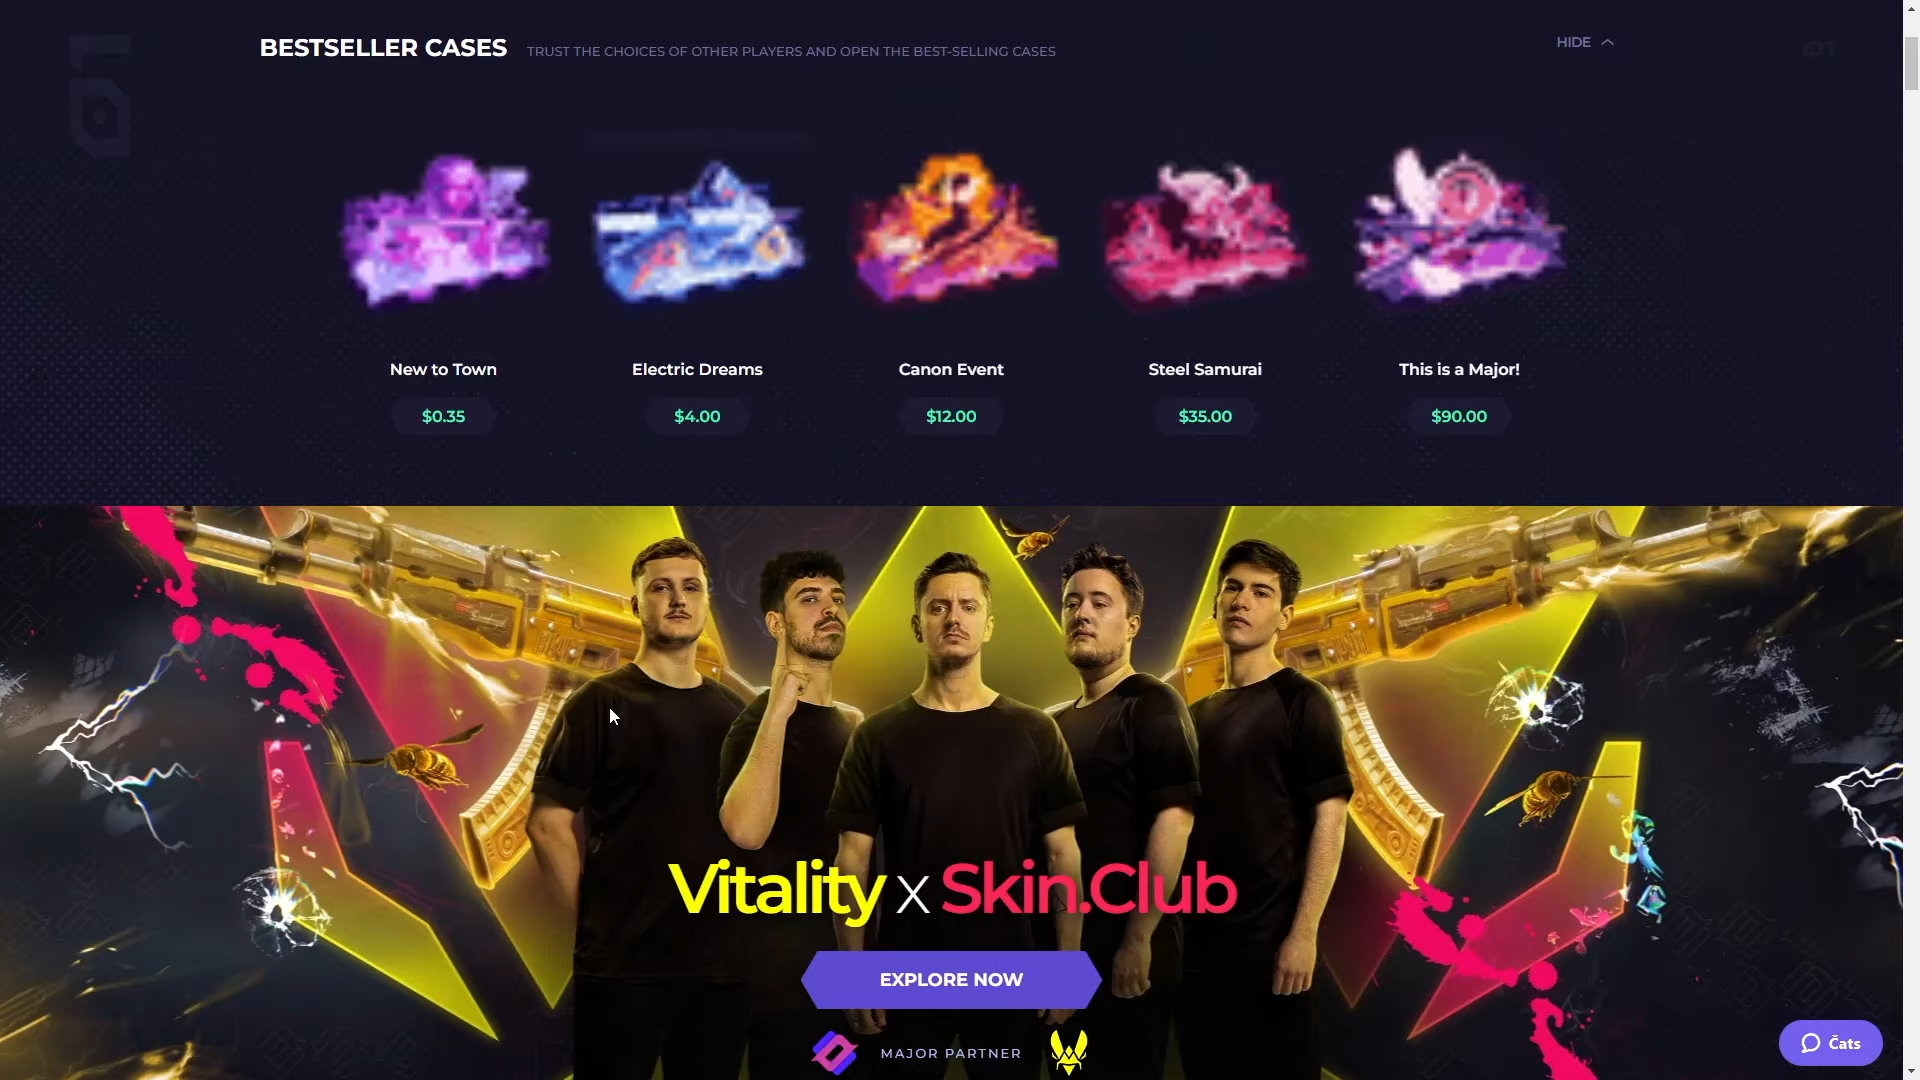 BESTSELLER CASES TRUST THE CHOICES OF OTHER PLAYERS AND OPEN THE BEST-SELLING CASES HIDE
New to Town Electric Dreams Canon Event Steel Samurai This is a Major!
$0.35 $4.00 $12.00 $35.00 $90.00
Vitality x Skin.Club
EXPLORE NOW
MAJOR PARTNER
Čats